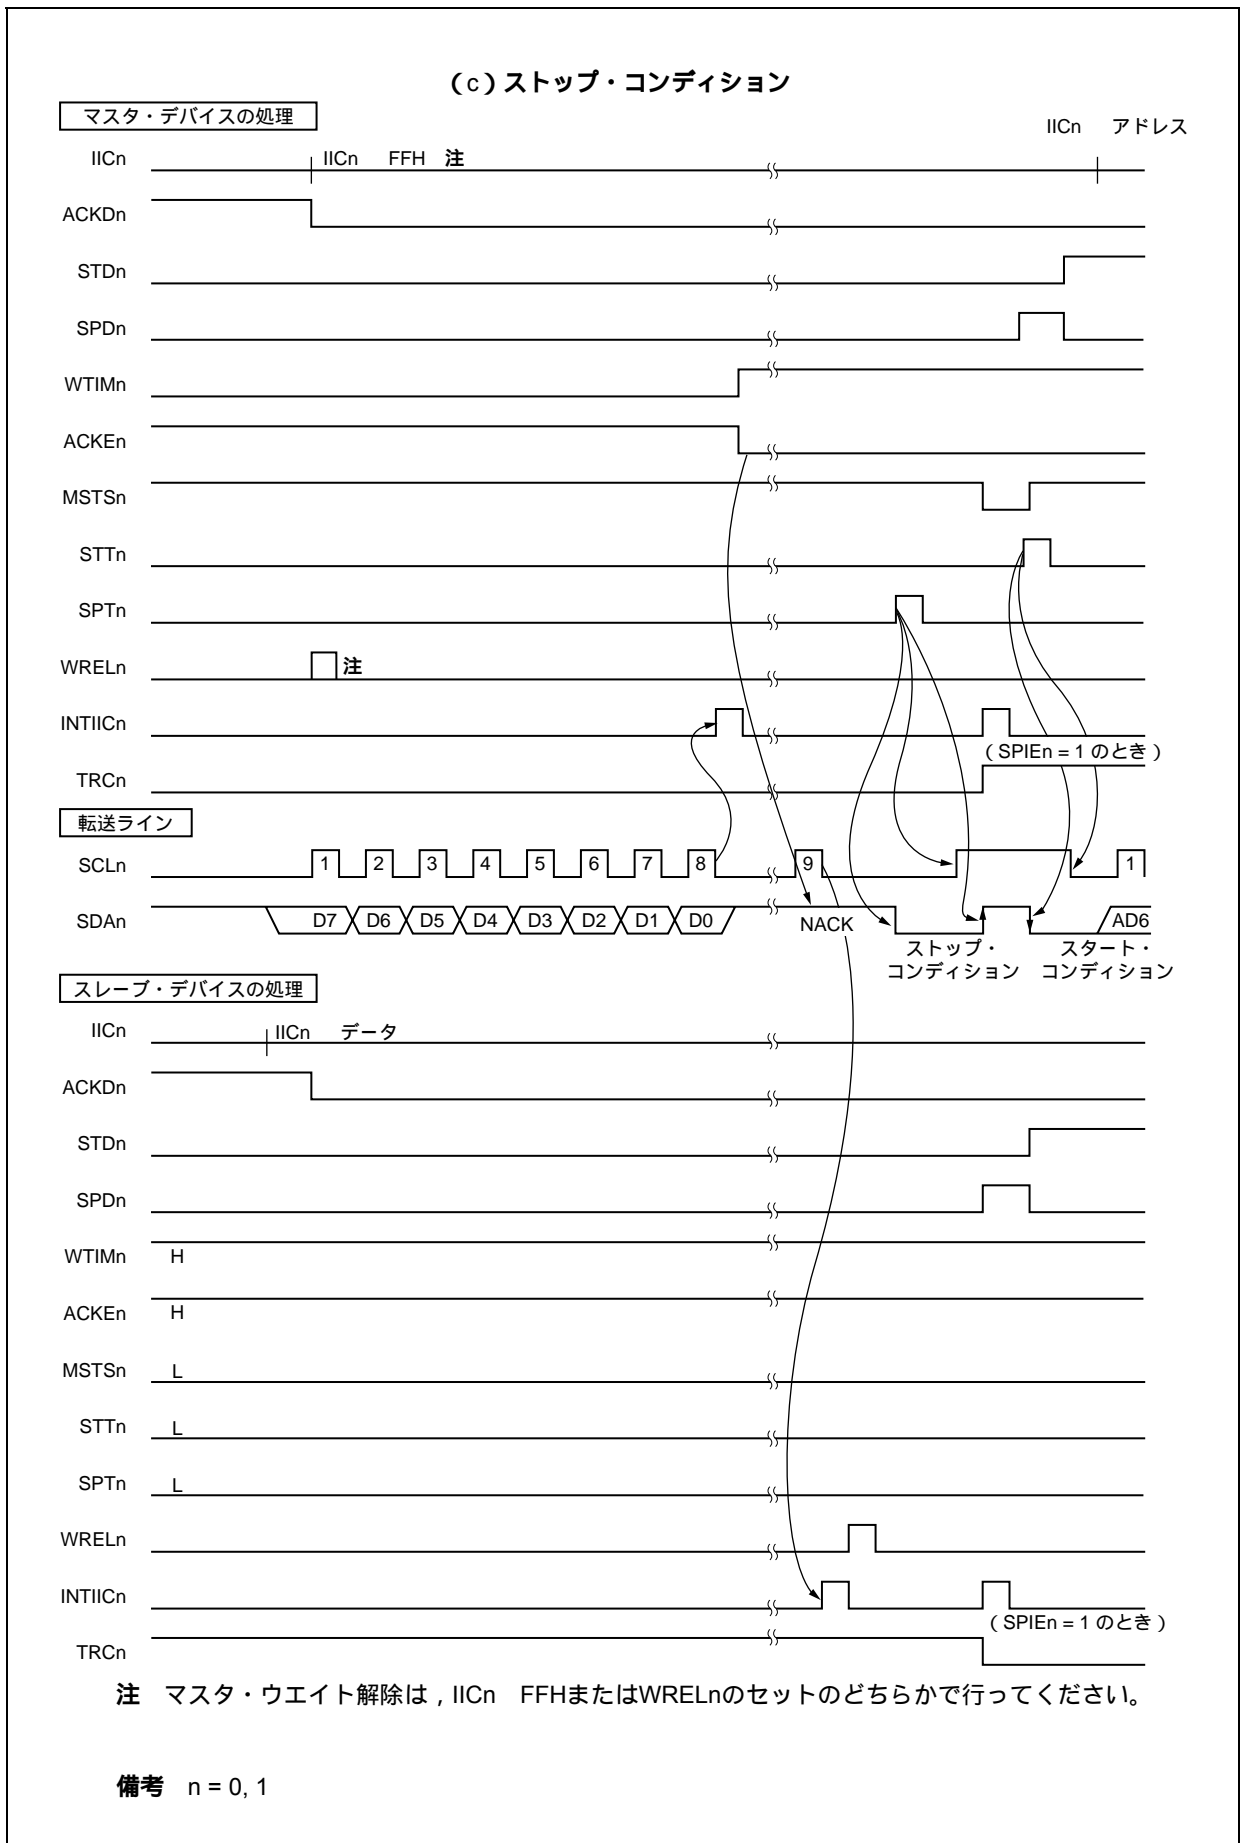 （c）ストップ・コンディション
マスタ・デバイスの処理
IICn　アドレス
IICn
IICn　FFH　注
ACKDn
STDn
SPDn
WTIMn
ACKEn
MSTSn
STTn
SPTn
WRELn
注
INTIICn
（SPIEn = 1 のとき）
TRCn
転送ライン
SCLn
1 2 3 4 5 6 7 8 9 1
SDAn
D7 D6 D5 D4 D3 D2 D1 D0 NACK AD6
ストップ・
コンディション
スタート・
コンディション
スレーブ・デバイスの処理
IICn
IICn　データ
ACKDn
STDn
SPDn
WTIMn H
ACKEn H
MSTSn L
STTn L
SPTn L
WRELn
INTIICn
（SPIEn = 1 のとき）
TRCn
注　マスタ・ウエイト解除は，IICn　FFHまたはWRELnのセットのどちらかで行ってください。
備考　n = 0, 1